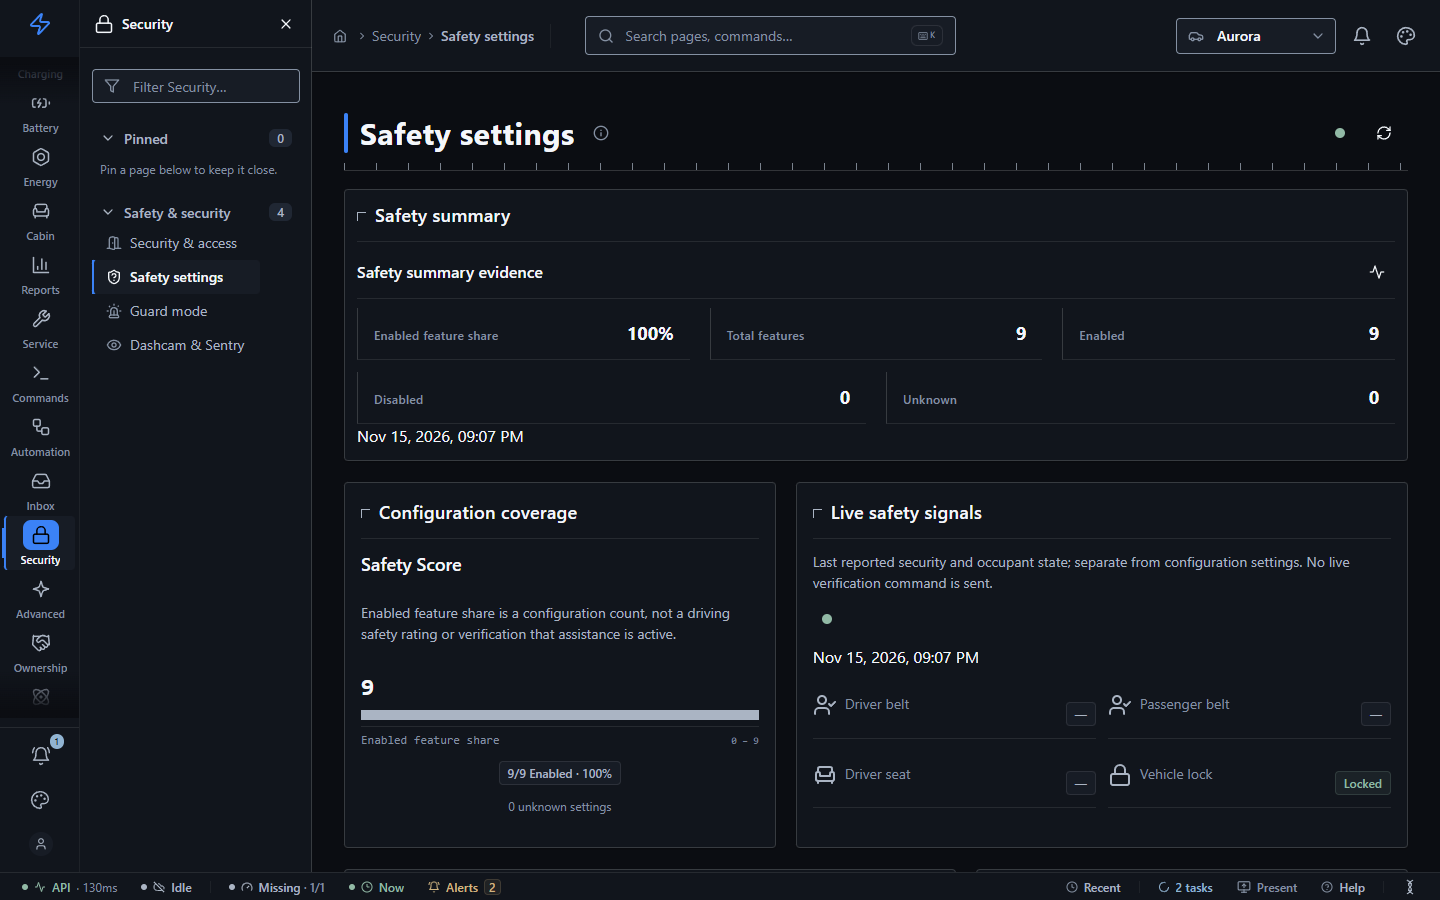 Security
Security
Safety settings
Search pages, commands...
K
Aurora
Charging
Battery
Energy
Cabin
Reports
Service
Commands
Automation
Inbox
Security
Advanced
Ownership
1
Filter Security...
Pinned
0
Pin a page below to keep it close.
Safety & security
4
Security & access
Safety settings
Guard mode
Dashcam & Sentry
Safety settings
Safety summary
Safety summary evidence
Enabled feature share
100%
Total features
9
Enabled
9
Disabled
0
Unknown
0
Nov 15, 2026, 09:07 PM
Configuration coverage
Safety Score
Enabled feature share is a configuration count, not a driving
safety rating or verification that assistance is active.
9
Enabled feature share
0 – 9
9/9 Enabled · 100%
0 unknown settings
Live safety signals
Last reported security and occupant state; separate from configuration settings. No live
verification command is sent.
Nov 15, 2026, 09:07 PM
Driver belt
—
Passenger belt
—
Driver seat
—
Vehicle lock
Locked
API · 130ms
Idle
Missing · 1/1
Now
Alerts 2
Recent
2 tasks
Present
Help